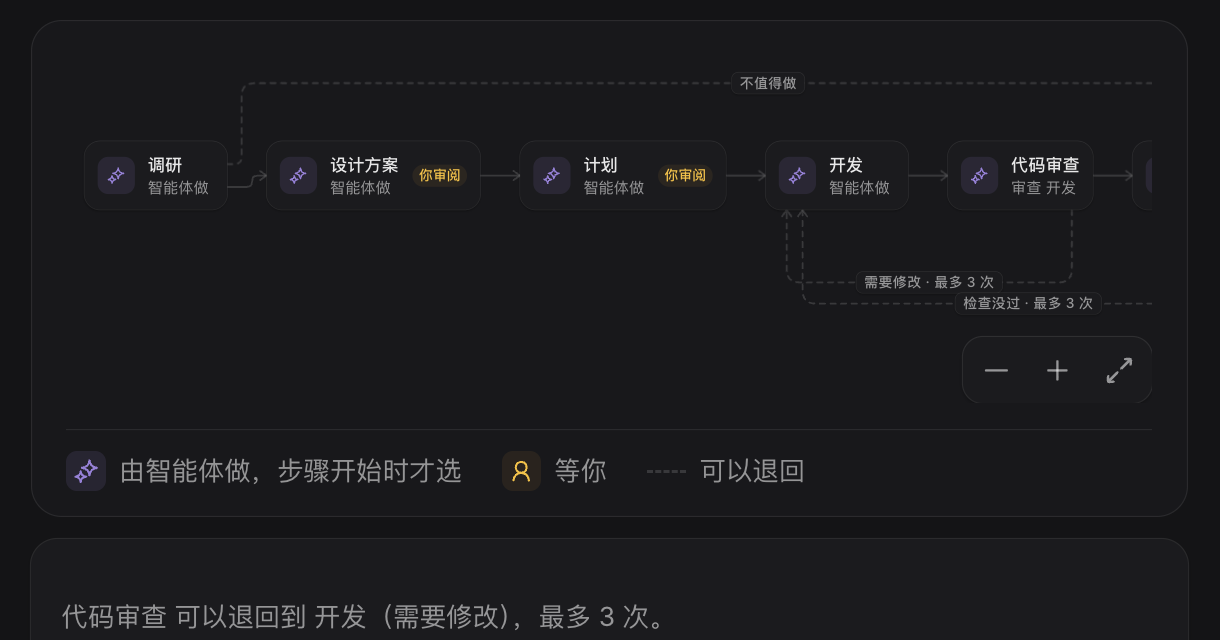 不值得做
调研
智能体做
设计方案
智能体做
你审阅
计划
智能体做
你审阅
开发
智能体做
代码审查
审查 开发
需要修改 · 最多 3 次
检查没过 · 最多 3 次
由智能体做，步骤开始时才选
等你
可以退回
代码审查 可以退回到 开发（需要修改），最多 3 次。